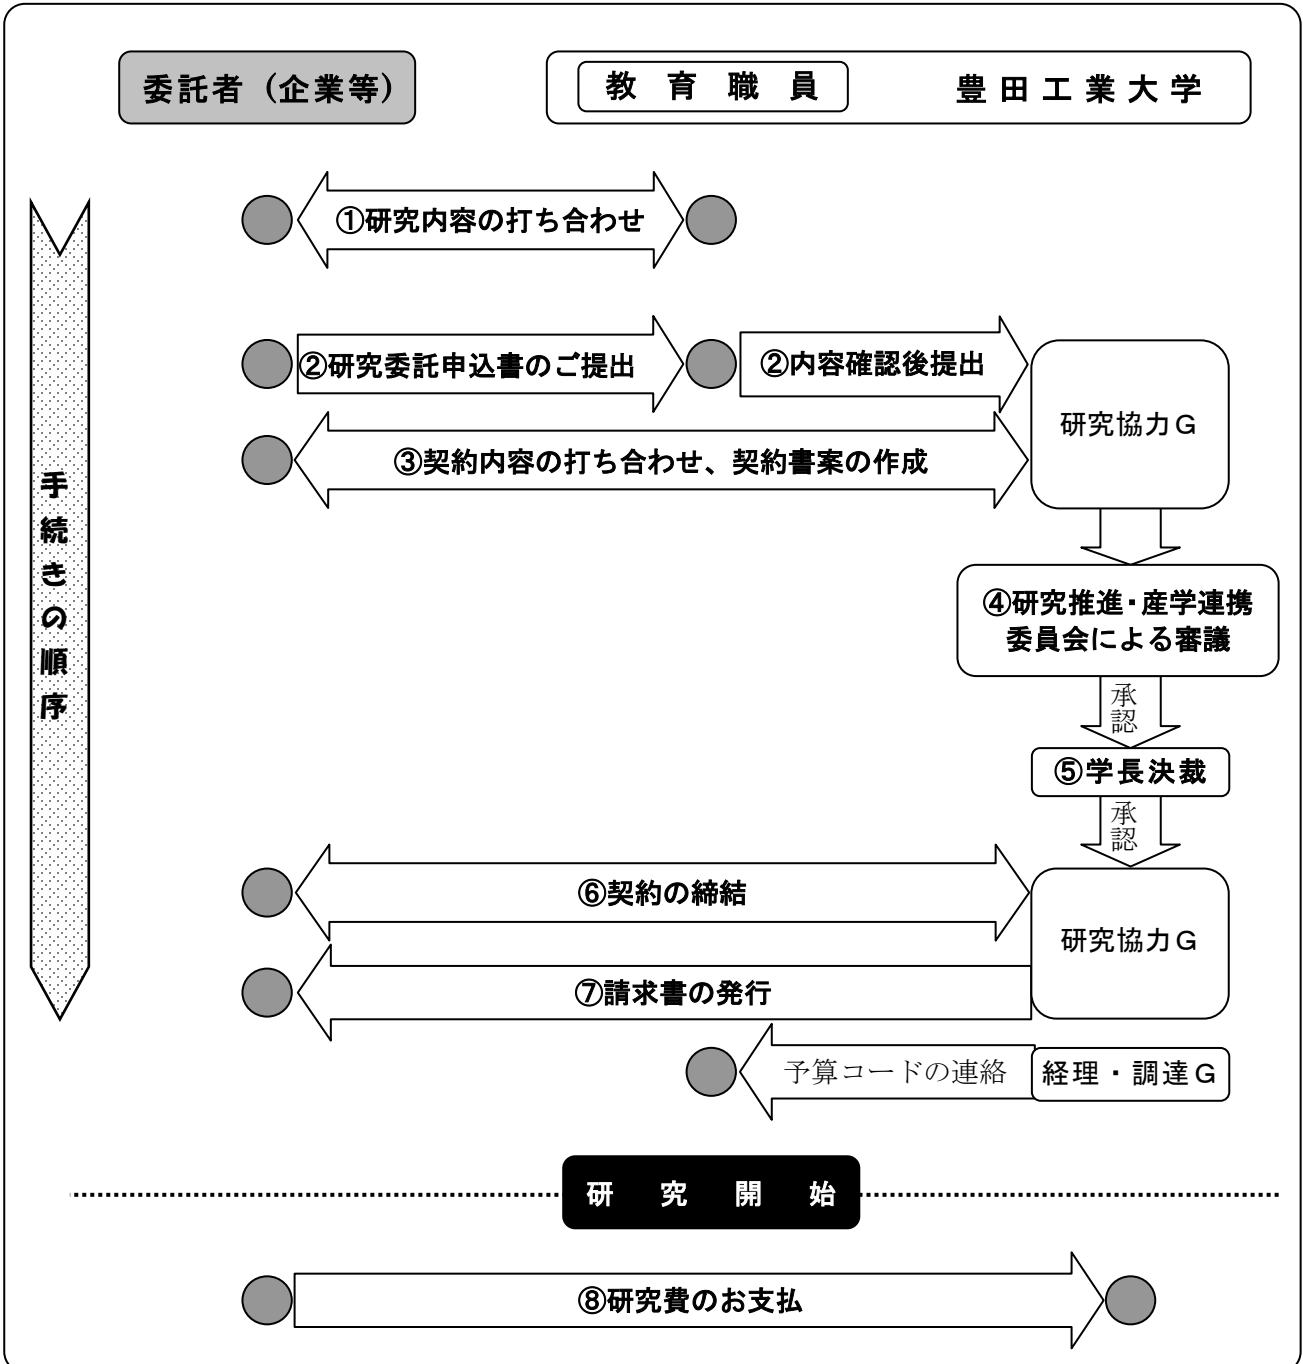 委託者（企業等）
教育職員
豊田工業大学
①研究内容の打ち合わせ
②研究委託申込書のご提出
②内容確認後提出
研究協力Ｇ
③契約内容の打ち合わせ、契約書案の作成
手続きの順序
④研究推進・産学連携
委員会による審議
承認
⑤学長決裁
承認
⑥契約の締結
研究協力Ｇ
⑦請求書の発行
予算コードの連絡
経理・調達Ｇ
研究開始
⑧研究費のお支払